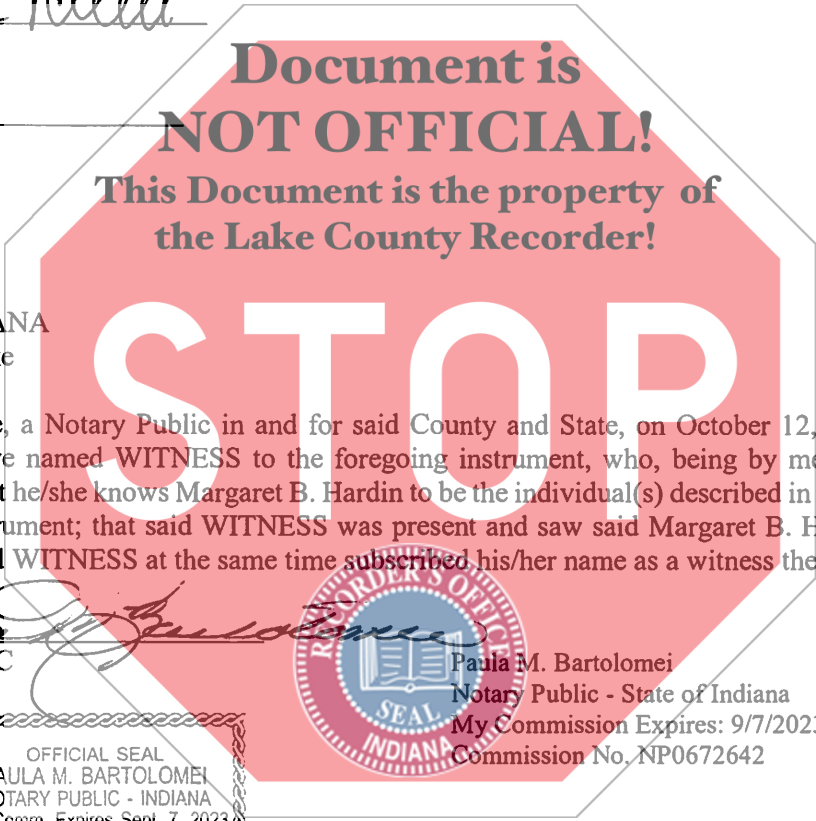 Document is
NOT OFFICIAL!
This Document is the property of
the Lake County Recorder!
ANA
e
STOP
, a Notary Public in and for said County and State, on October 12,
e named WITNESS to the foregoing instrument, who, being by me
t he/she knows Margaret B. Hardin to be the individual(s) described in
ument; that said WITNESS was present and saw said Margaret B. H
WITNESS at the same time subscribed his/her name as a witness the
RECORDER'S OFFICE
SEAL
INDIANA
C
Paula M. Bartolomei
Notary Public - State of Indiana
My Commission Expires: 9/7/2023
Commission No. NP0672642
OFFICIAL SEAL
AULA M. BARTOLOMEI
OTARY PUBLIC - INDIANA
Comm. Expires Sept. 7, 2023